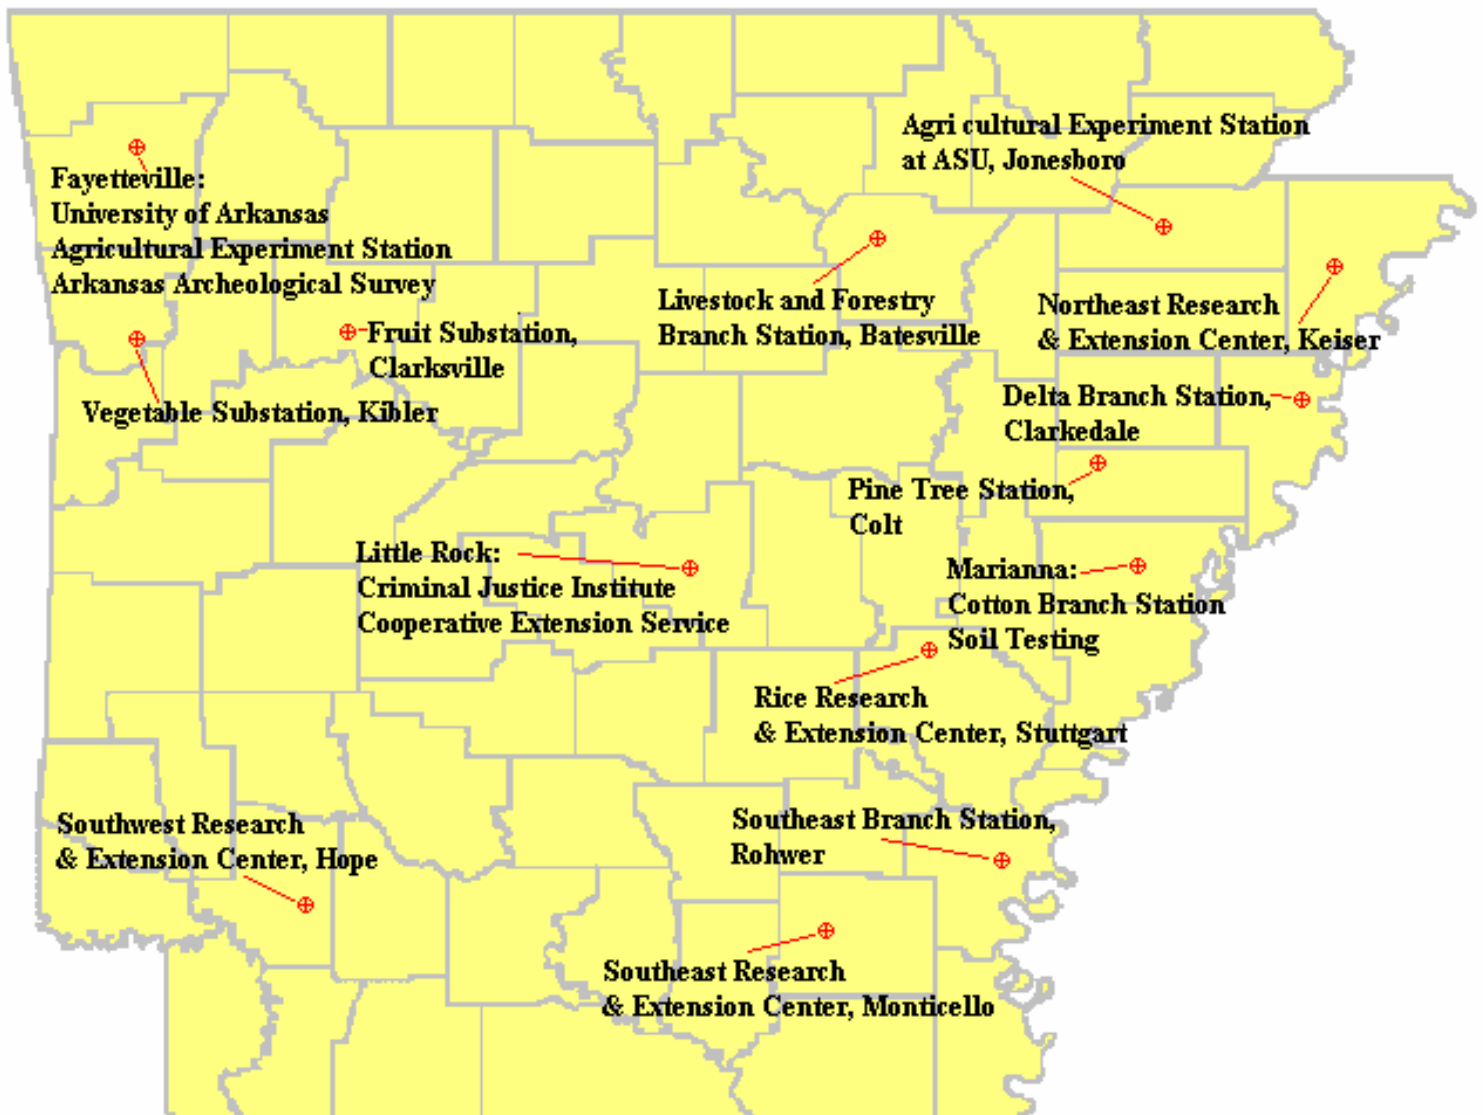 Agri cultural Experiment Station
at ASU, Jonesboro
Fayetteville:
University of Arkansas
Agricultural Experiment Station
Arkansas Archeological Survey
Livestock and Forestry
Branch Station, Batesville
Northeast Research
& Extension Center, Keiser
Fruit Substation,
Clarksville
Vegetable Substation, Kibler
Delta Branch Station,
Clarkedale
Pine Tree Station,
Colt
Little Rock:
Criminal Justice Institute
Cooperative Extension Service
Marianna:
Cotton Branch Station
Soil Testing
Rice Research
& Extension Center, Stuttgart
Southwest Research
& Extension Center, Hope
Southeast Branch Station,
Rohwer
Southeast Research
& Extension Center, Monticello